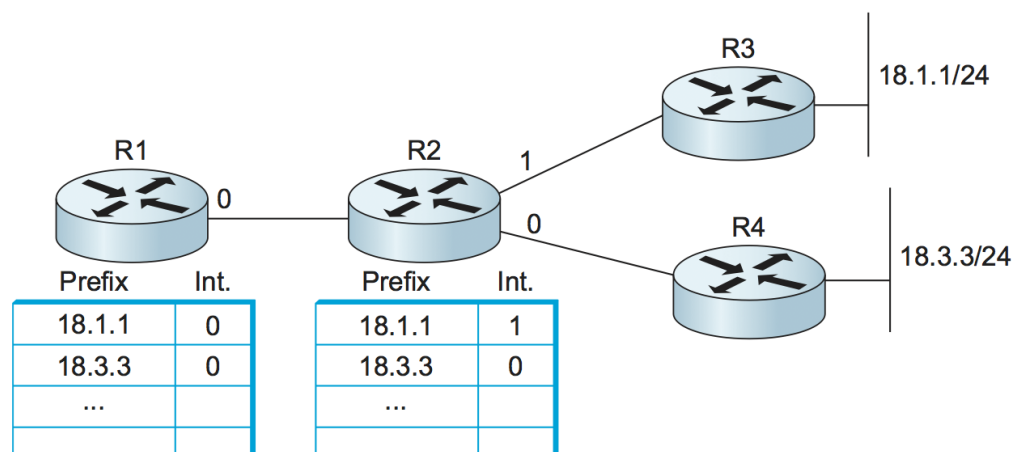 R3
18.1.1/24
R1
R2
1
0
0
R4
18.3.3/24
Prefix Int.
18.1.1 0
18.3.3 0
...
Prefix Int.
18.1.1 1
18.3.3 0
...